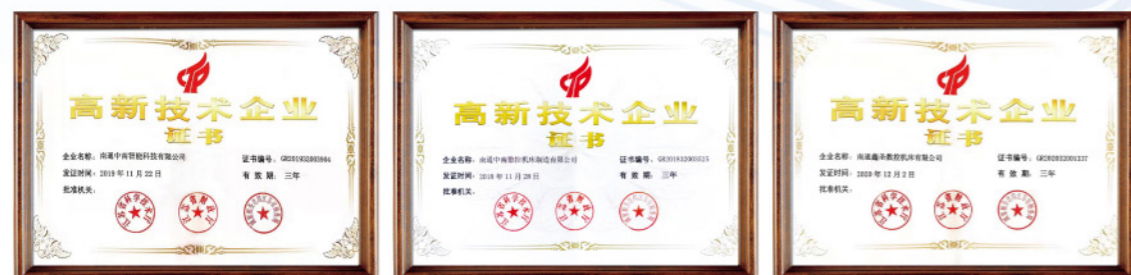 高新技术企业
证书
企业名称：南通中南智能科技有限公司
证书编号：GR201932003984
发证时间：2019年11月22日
有效期：三年
批准机关：
高新技术企业
证书
企业名称：南通中南数控机床制造有限公司
证书编号：GR201832003525
发证时间：2018年11月28日
有效期：三年
批准机关：
高新技术企业
证书
企业名称：南通鑫圣数控机床有限公司
证书编号：GR202032001337
发证时间：2020年12月2日
有效期：三年
批准机关：